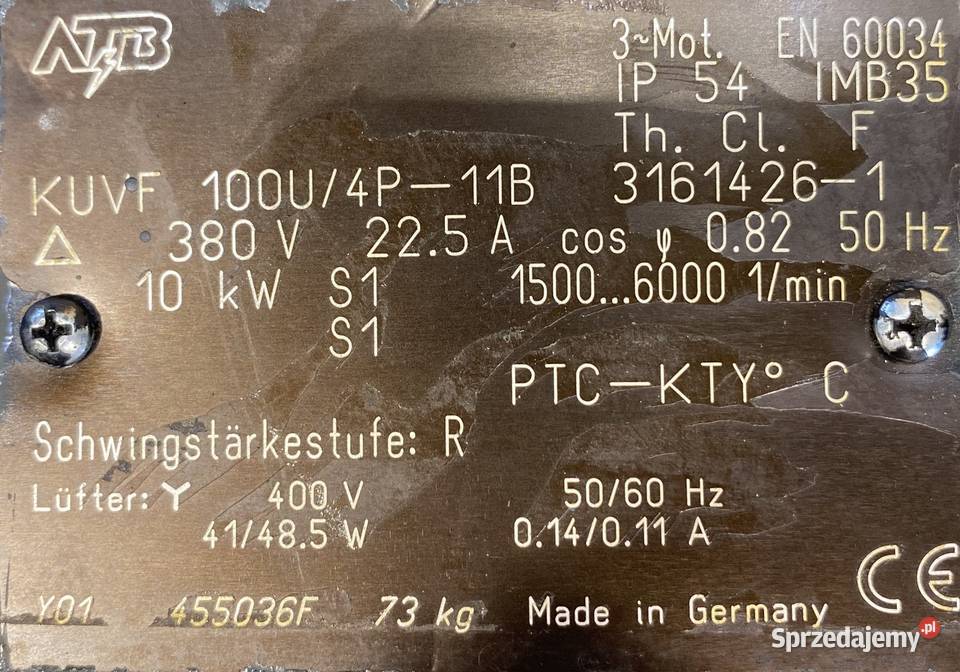 ATB
3~Mot. EN 60034
IP 54 IMB35
Th. Cl. F
KUVF 100U/4P-11B 3161426-1
△ 380 V 22.5 A cos φ 0.82 50 Hz
10 kW S1 1500...6000 1/min
S1
PTC-KTY° C
Schwingstärkestufe: R
Lüfter: Y 400 V 50/60 Hz
41/48.5 W 0.14/0.11 A
CE
Y01 455036F 73 kg Made in Germany
Sprzedajemy.pl